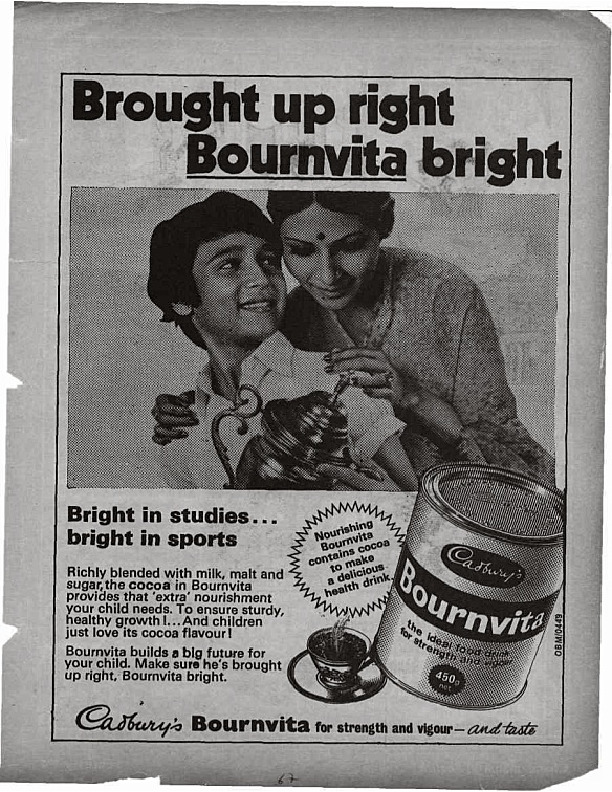 Brought up right
Bournvita bright
Bright in studies...
bright in sports
Richly blended with milk, malt and
sugar, the cocoa in Bournvita
provides that 'extra' nourishment
your child needs. To ensure sturdy,
healthy growth!...And children
just love its cocoa flavour!
Bournvita builds a big future for
your child. Make sure he's brought
up right, Bournvita bright.
Nourishing
Bournvita
contains cocoa
to make
a delicious
health drink.
Cadbury's
Bournvita
the ideal food drink
for strength and vigour
450g
net
OBM/0449
Cadbury's Bournvita for strength and vigour—and taste
67